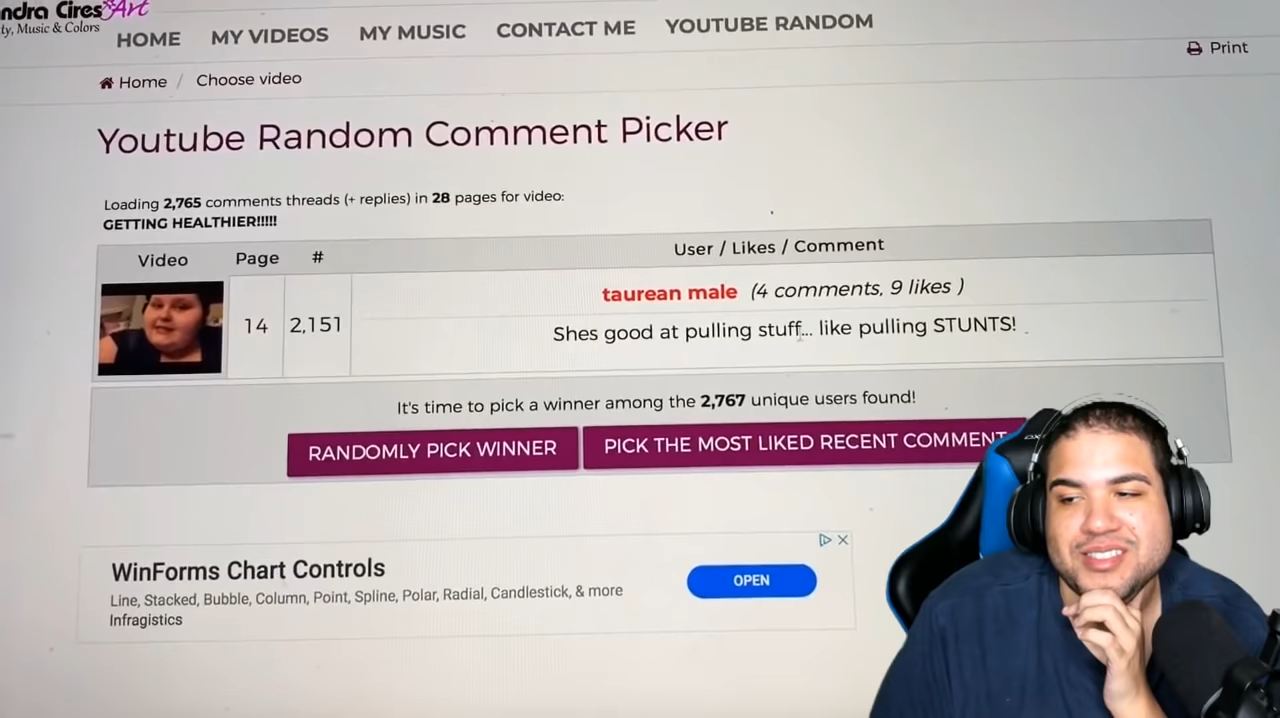 ndra Cires Art
ty, Music & Colors
HOME MY VIDEOS MY MUSIC CONTACT ME YOUTUBE RANDOM
Print
Home / Choose video
Youtube Random Comment Picker
Loading 2,765 comments threads (+ replies) in 28 pages for video:
GETTING HEALTHIER!!!!!
Video Page # User / Likes / Comment
taurean male (4 comments, 9 likes )
14 2,151 Shes good at pulling stuff... like pulling STUNTS!
It's time to pick a winner among the 2,767 unique users found!
RANDOMLY PICK WINNER PICK THE MOST LIKED RECENT COMMENT
WinForms Chart Controls
Line, Stacked, Bubble, Column, Point, Spline, Polar, Radial, Candlestick, & more
Infragistics
OPEN